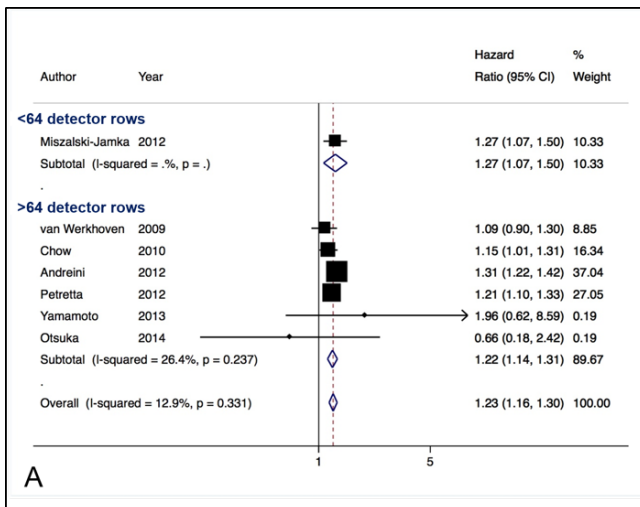 Hazard %
Author Year Ratio (95% CI) Weight
<64 detector rows
Miszalski-Jamka 2012 1.27 (1.07, 1.50) 10.33
Subtotal (I-squared = .%, p = .) 1.27 (1.07, 1.50) 10.33
.
>64 detector rows
van Werkhoven 2009 1.09 (0.90, 1.30) 8.85
Chow 2010 1.15 (1.01, 1.31) 16.34
Andreini 2012 1.31 (1.22, 1.42) 37.04
Petretta 2012 1.21 (1.10, 1.33) 27.05
Yamamoto 2013 1.96 (0.62, 8.59) 0.19
Otsuka 2014 0.66 (0.18, 2.42) 0.19
Subtotal (I-squared = 26.4%, p = 0.237) 1.22 (1.14, 1.31) 89.67
.
Overall (I-squared = 12.9%, p = 0.331) 1.23 (1.16, 1.30) 100.00
1 5
A